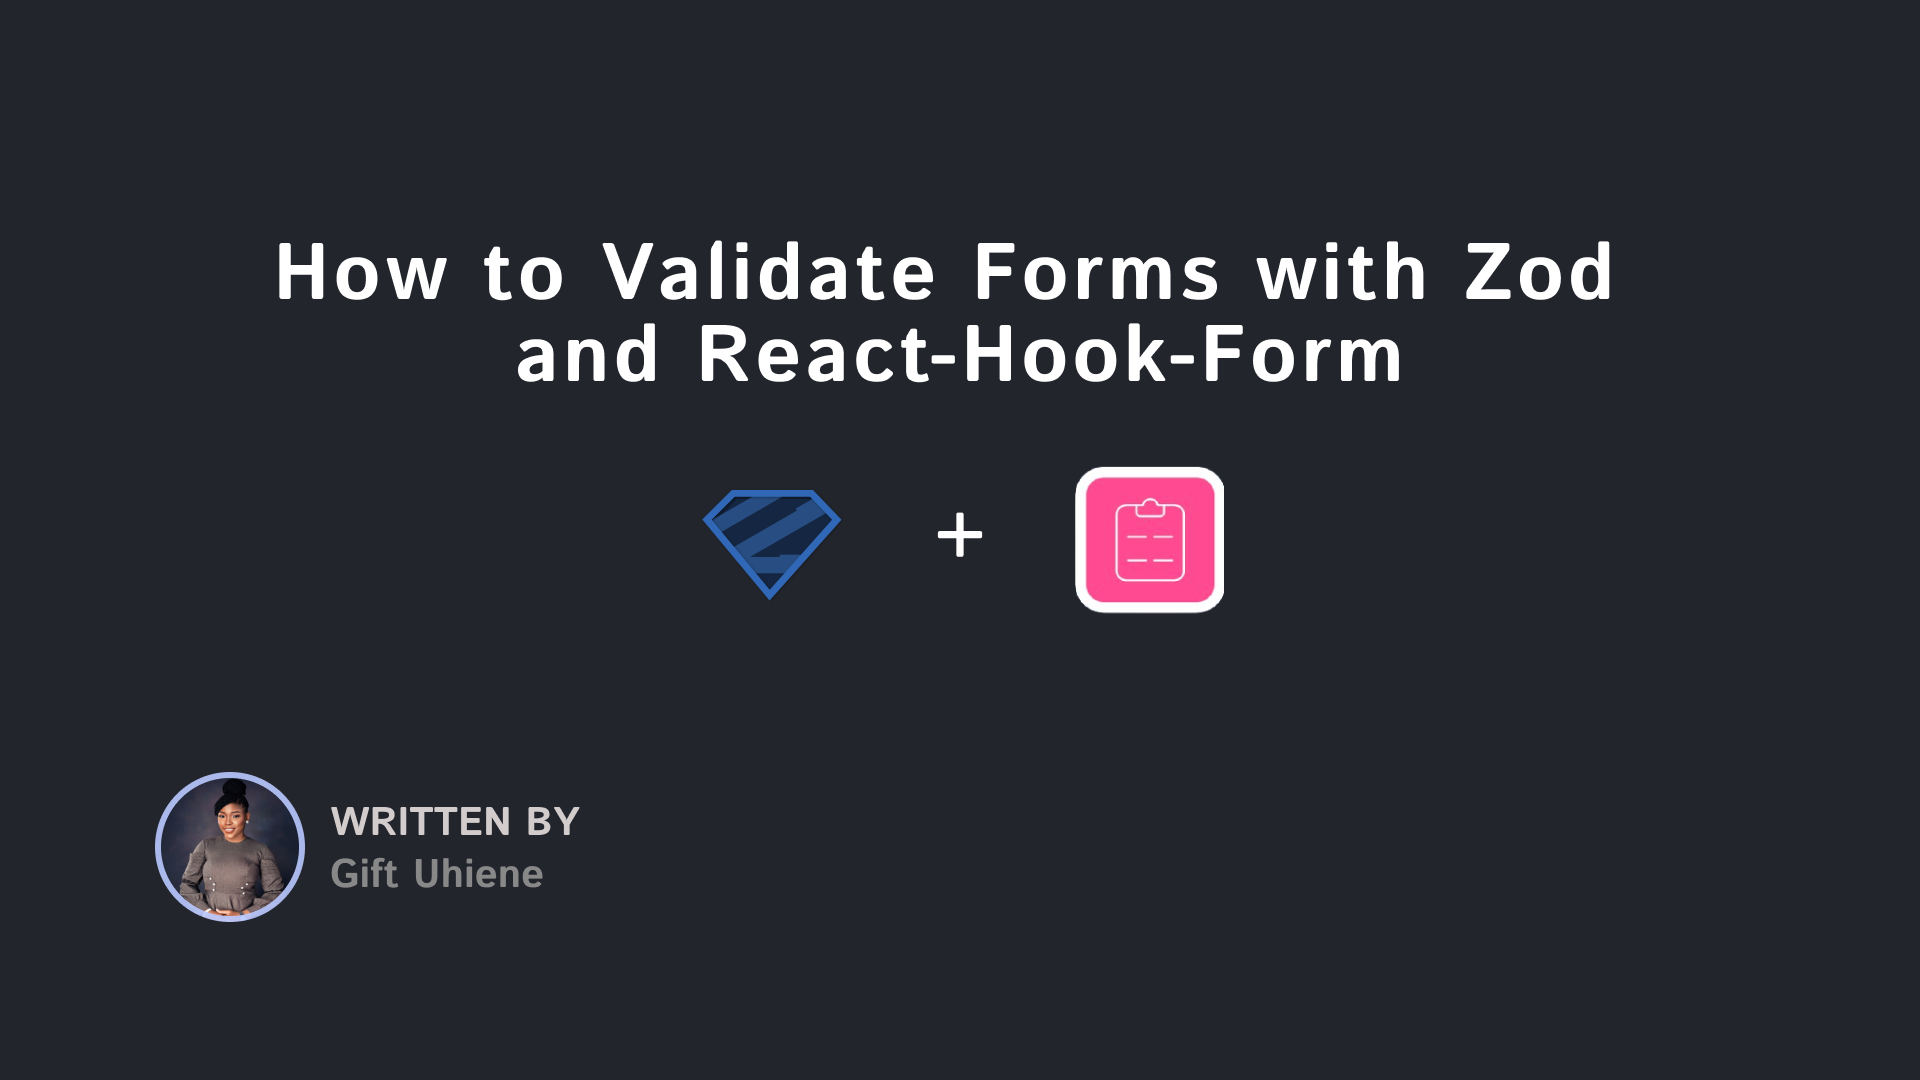 How to Validate Forms with Zod
and React-Hook-Form
+
WRITTEN BY
Gift Uhiene